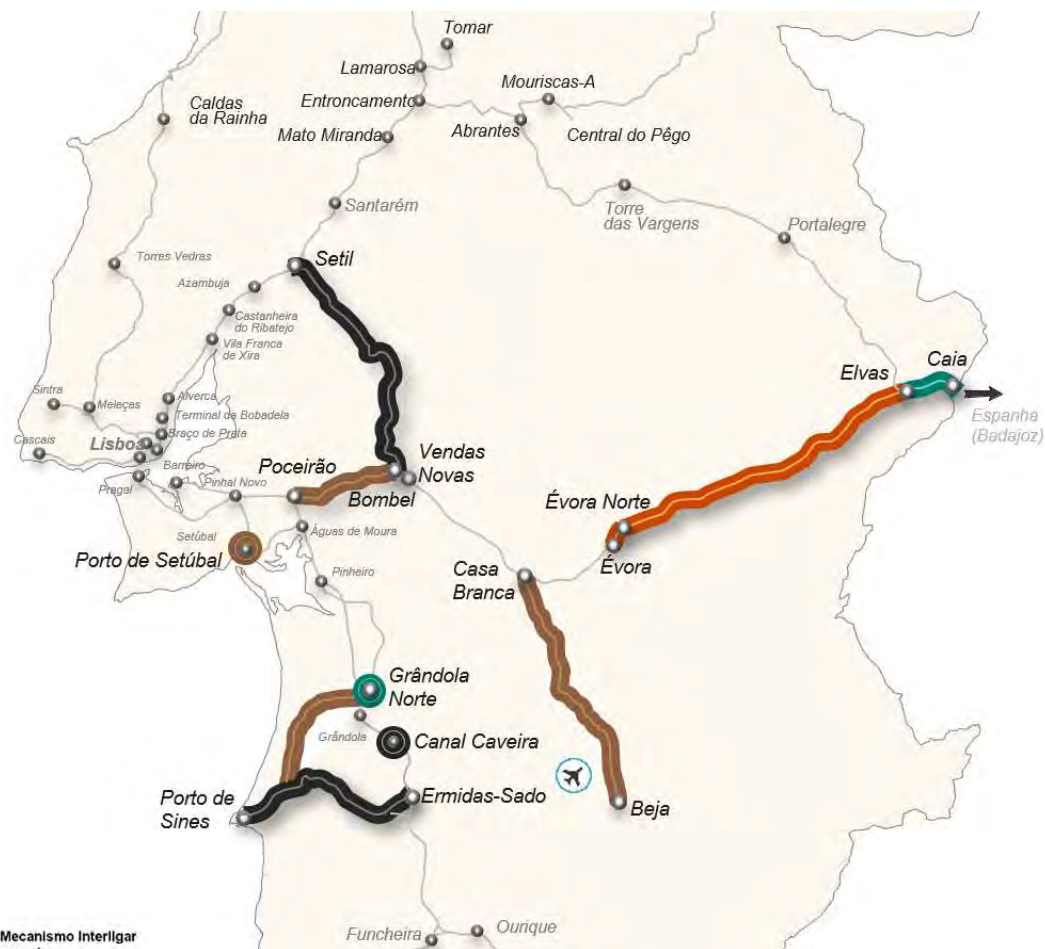 Tomar
Lamarosa
Mouriscas-A
Entroncamento
Caldas
da Rainha
Abrantes
Central do Pêgo
Mato Miranda
Santarém
Torre
das Vargens
Portalegre
Setil
Torres Vedras
Azambuja
Castanheira
do Ribatejo
Vila Franca
de Xira
Elvas
Caia
Espanha
(Badajoz)
Sintra
Meleças
Alverca
Terminal da Bobadela
Braço de Prata
Lisboa
Cascais
Barreiro
Pragal
Pinhal Novo
Poceirão
Bombel
Vendas
Novas
Évora Norte
Évora
Setúbal
Águas de Moura
Porto de Setúbal
Pinheiro
Casa
Branca
Grândola
Norte
Grândola
Canal Caveira
Porto de
Sines
Ermidas-Sado
Beja
Mecanismo Interligar
Funcheira
Ourique